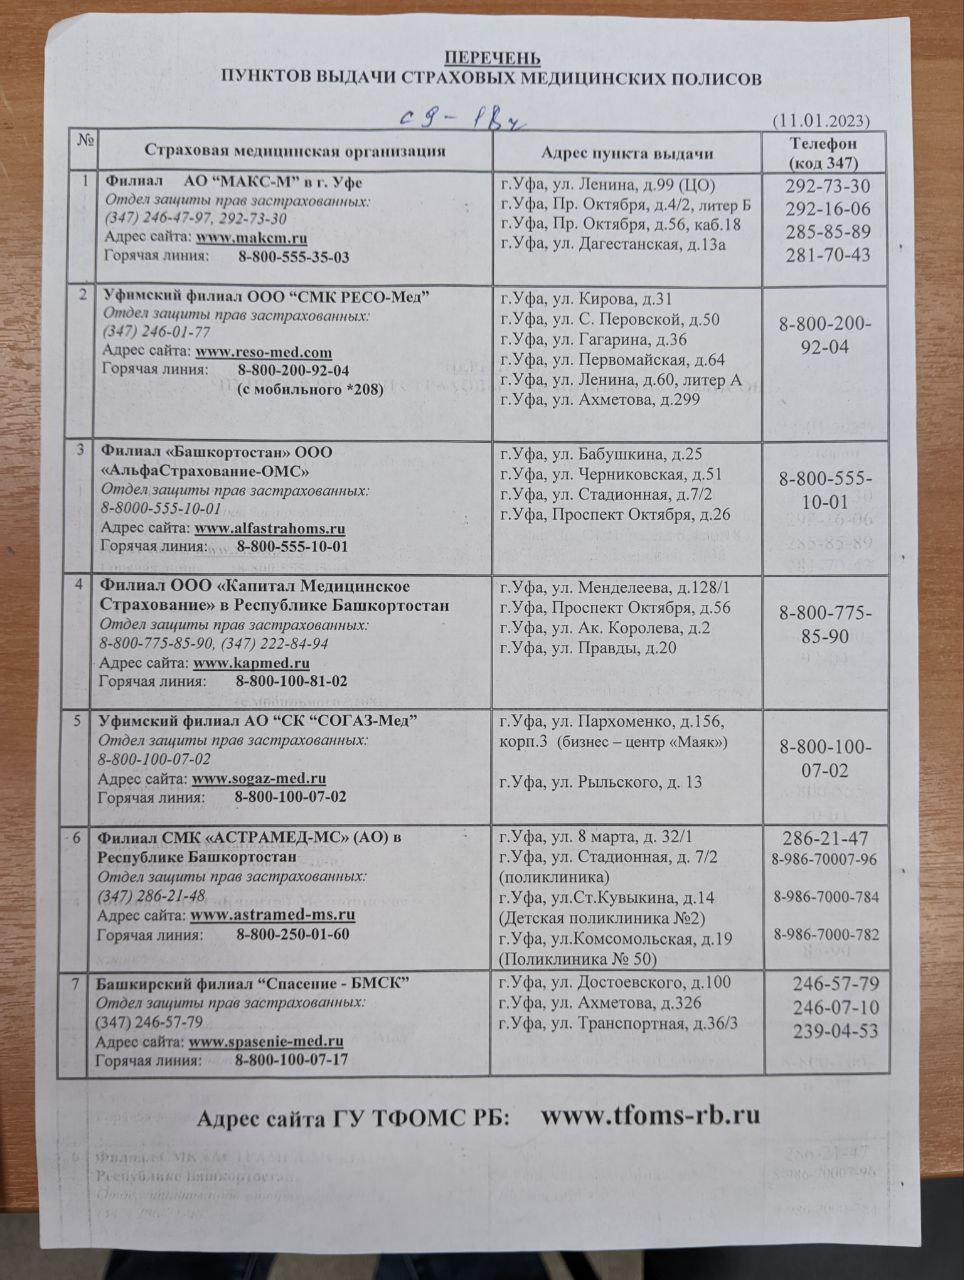 ПЕРЕЧЕНЬ
ПУНКТОВ ВЫДАЧИ СТРАХОВЫХ МЕДИЦИНСКИХ ПОЛИСОВ
с 9 - 18ч
(11.01.2023)
№
Страховая медицинская организация
Адрес пункта выдачи
Телефон
(код 347)
1
Филиал АО “МАКС-М” в г. Уфе
Отдел защиты прав застрахованных:
(347) 246-47-97, 292-73-30
Адрес сайта: www.makcm.ru
Горячая линия: 8-800-555-35-03
г.Уфа, ул. Ленина, д.99 (ЦО)
г.Уфа, Пр. Октября, д.4/2, литер Б
г.Уфа, Пр. Октября, д.56, каб.18
г.Уфа, ул. Дагестанская, д.13а
292-73-30
292-16-06
285-85-89
281-70-43
2
Уфимский филиал ООО “СМК РЕСО-Мед”
Отдел защиты прав застрахованных:
(347) 246-01-77
Адрес сайта: www.reso-med.com
Горячая линия: 8-800-200-92-04
(с мобильного *208)
г.Уфа, ул. Кирова, д.31
г.Уфа, ул. С. Перовской, д.50
г.Уфа, ул. Гагарина, д.36
г.Уфа, ул. Первомайская, д.64
г.Уфа, ул. Ленина, д.60, литер А
г.Уфа, ул. Ахметова, д.299
8-800-200-
92-04
3
Филиал «Башкортостан» ООО
«АльфаСтрахование-ОМС»
Отдел защиты прав застрахованных:
8-8000-555-10-01
Адрес сайта: www.alfastrahoms.ru
Горячая линия: 8-800-555-10-01
г.Уфа, ул. Бабушкина, д.25
г.Уфа, ул. Черниковская, д.51
г.Уфа, ул. Стадионная, д.7/2
г.Уфа, Проспект Октября, д.26
8-800-555-
10-01
4
Филиал ООО «Капитал Медицинское
Страхование» в Республике Башкортостан
Отдел защиты прав застрахованных:
8-800-775-85-90, (347) 222-84-94
Адрес сайта: www.kapmed.ru
Горячая линия: 8-800-100-81-02
г.Уфа, ул. Менделеева, д.128/1
г.Уфа, Проспект Октября, д.56
г.Уфа, ул. Ак. Королева, д.2
г.Уфа, ул. Правды, д.20
8-800-775-
85-90
5
Уфимский филиал АО “СК “СОГАЗ-Мед”
Отдел защиты прав застрахованных:
8-800-100-07-02
Адрес сайта: www.sogaz-med.ru
Горячая линия: 8-800-100-07-02
г.Уфа, ул. Пархоменко, д.156,
корп.3 (бизнес – центр «Маяк»)
г.Уфа, ул. Рыльского, д. 13
8-800-100-
07-02
6
Филиал СМК «АСТРАМЕД-МС» (АО) в
Республике Башкортостан
Отдел защиты прав застрахованных:
(347) 286-21-48
Адрес сайта: www.astramed-ms.ru
Горячая линия: 8-800-250-01-60
г.Уфа, ул. 8 марта, д. 32/1
г.Уфа, ул. Стадионная, д. 7/2
(поликлиника)
г.Уфа, ул.Ст.Кувыкина, д.14
(Детская поликлиника №2)
г.Уфа, ул.Комсомольская, д.19
(Поликлиника № 50)
286-21-47
8-986-70007-96
8-986-7000-784
8-986-7000-782
7
Башкирский филиал “Спасение - БМСК”
Отдел защиты прав застрахованных:
(347) 246-57-79
Адрес сайта: www.spasenie-med.ru
Горячая линия: 8-800-100-07-17
г.Уфа, ул. Достоевского, д.100
г.Уфа, ул. Ахметова, д.326
г.Уфа, ул. Транспортная, д.36/3
246-57-79
246-07-10
239-04-53
Адрес сайта ГУ ТФОМС РБ: www.tfoms-rb.ru